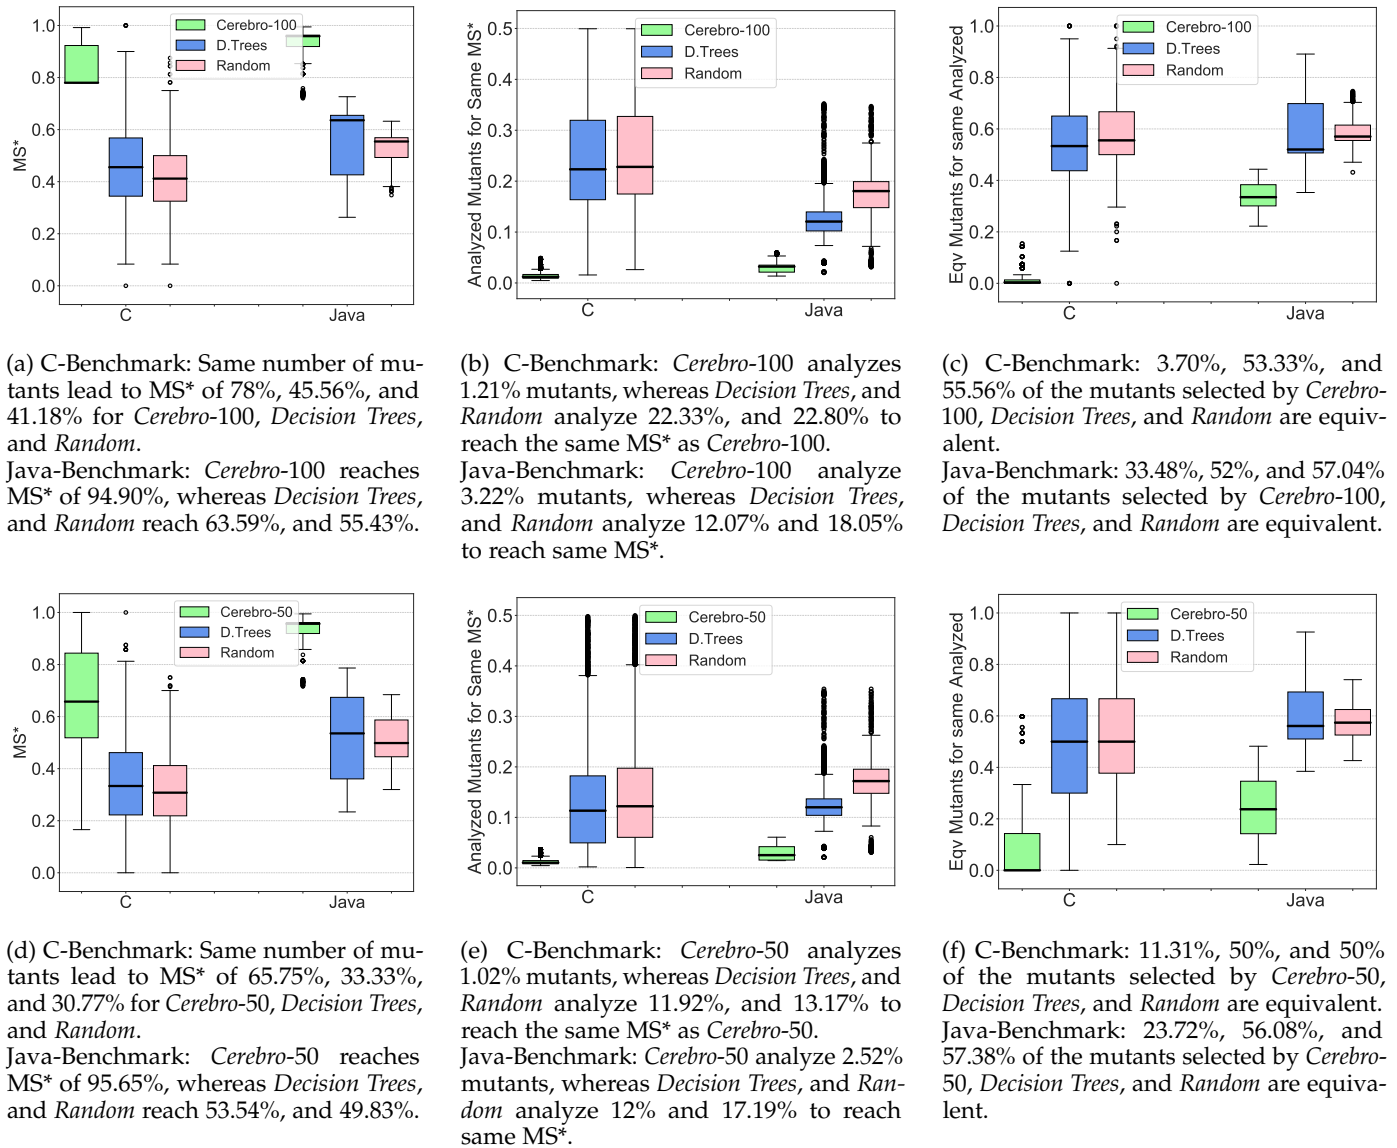 MS*
1.0
0.8
0.6
0.4
0.2
0.0
Cerebro-100
D.Trees
Random
C
Java
Analyzed Mutants for Same MS*
0.5
0.4
0.3
0.2
0.1
0.0
Cerebro-100
D.Trees
Random
C
Java
Eqv Mutants for same Analyzed
1.0
0.8
0.6
0.4
0.2
0.0
Cerebro-100
D.Trees
Random
C
Java
(a) C-Benchmark: Same number of mu-
tants lead to MS* of 78%, 45.56%, and
41.18% for Cerebro-100, Decision Trees,
and Random.
Java-Benchmark: Cerebro-100 reaches
MS* of 94.90%, whereas Decision Trees,
and Random reach 63.59%, and 55.43%.
(b) C-Benchmark: Cerebro-100 analyzes
1.21% mutants, whereas Decision Trees, and
Random analyze 22.33%, and 22.80% to
reach the same MS* as Cerebro-100.
Java-Benchmark: Cerebro-100 analyze
3.22% mutants, whereas Decision Trees,
and Random analyze 12.07% and 18.05%
to reach same MS*.
(c) C-Benchmark: 3.70%, 53.33%, and
55.56% of the mutants selected by Cerebro-
100, Decision Trees, and Random are equiv-
alent.
Java-Benchmark: 33.48%, 52%, and 57.04%
of the mutants selected by Cerebro-100,
Decision Trees, and Random are equivalent.
MS*
1.0
0.8
0.6
0.4
0.2
0.0
Cerebro-50
D.Trees
Random
C
Java
Analyzed Mutants for Same MS*
0.5
0.4
0.3
0.2
0.1
0.0
Cerebro-50
D.Trees
Random
C
Java
Eqv Mutants for same Analyzed
1.0
0.8
0.6
0.4
0.2
0.0
Cerebro-50
D.Trees
Random
C
Java
(d) C-Benchmark: Same number of mu-
tants lead to MS* of 65.75%, 33.33%,
and 30.77% for Cerebro-50, Decision Trees,
and Random.
Java-Benchmark: Cerebro-50 reaches
MS* of 95.65%, whereas Decision Trees,
and Random reach 53.54%, and 49.83%.
(e) C-Benchmark: Cerebro-50 analyzes
1.02% mutants, whereas Decision Trees, and
Random analyze 11.92%, and 13.17% to
reach the same MS* as Cerebro-50.
Java-Benchmark: Cerebro-50 analyze 2.52%
mutants, whereas Decision Trees, and Ran-
dom analyze 12% and 17.19% to reach
same MS*.
(f) C-Benchmark: 11.31%, 50%, and 50%
of the mutants selected by Cerebro-50,
Decision Trees, and Random are equivalent.
Java-Benchmark: 23.72%, 56.08%, and
57.38% of the mutants selected by Cerebro-
50, Decision Trees, and Random are equiva-
lent.